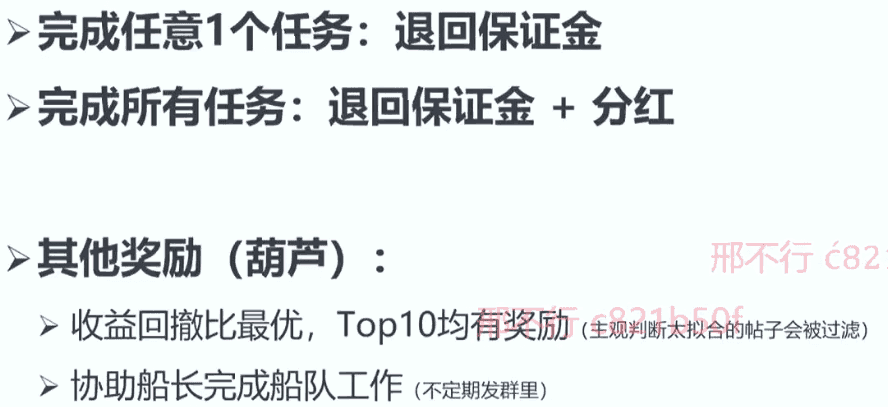 ➢完成任意1个任务：退回保证金
➢完成所有任务：退回保证金 + 分红
➢其他奖励（葫芦）：
邢不行 c82
➢ 收益回撤比最优，Top10均有奖励（主观判断太拟合的帖子会被过滤）
邢不行 c821b50f
➢ 协助船长完成船队工作（不定期发群里）